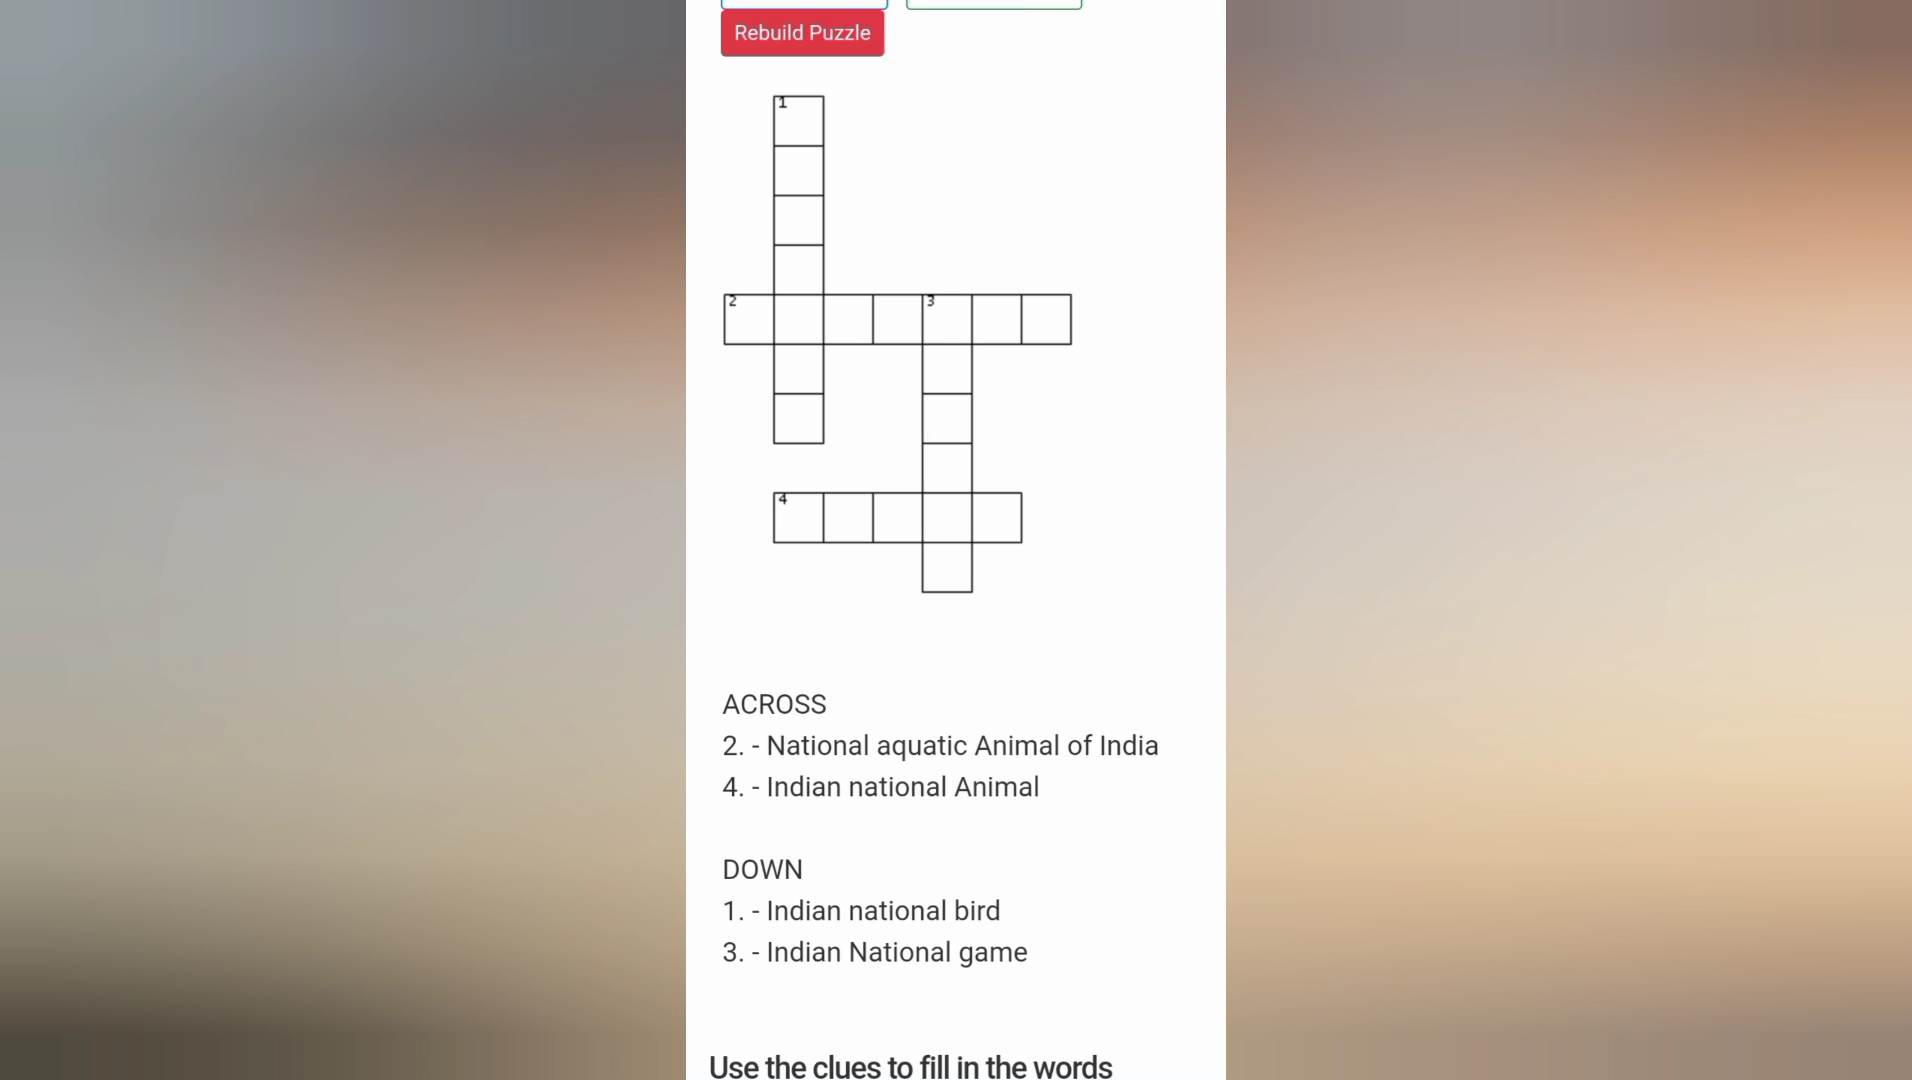 Rebuild Puzzle
1
2 3
4
ACROSS
2. - National aquatic Animal of India
4. - Indian national Animal
DOWN
1. - Indian national bird
3. - Indian National game
Use the clues to fill in the words